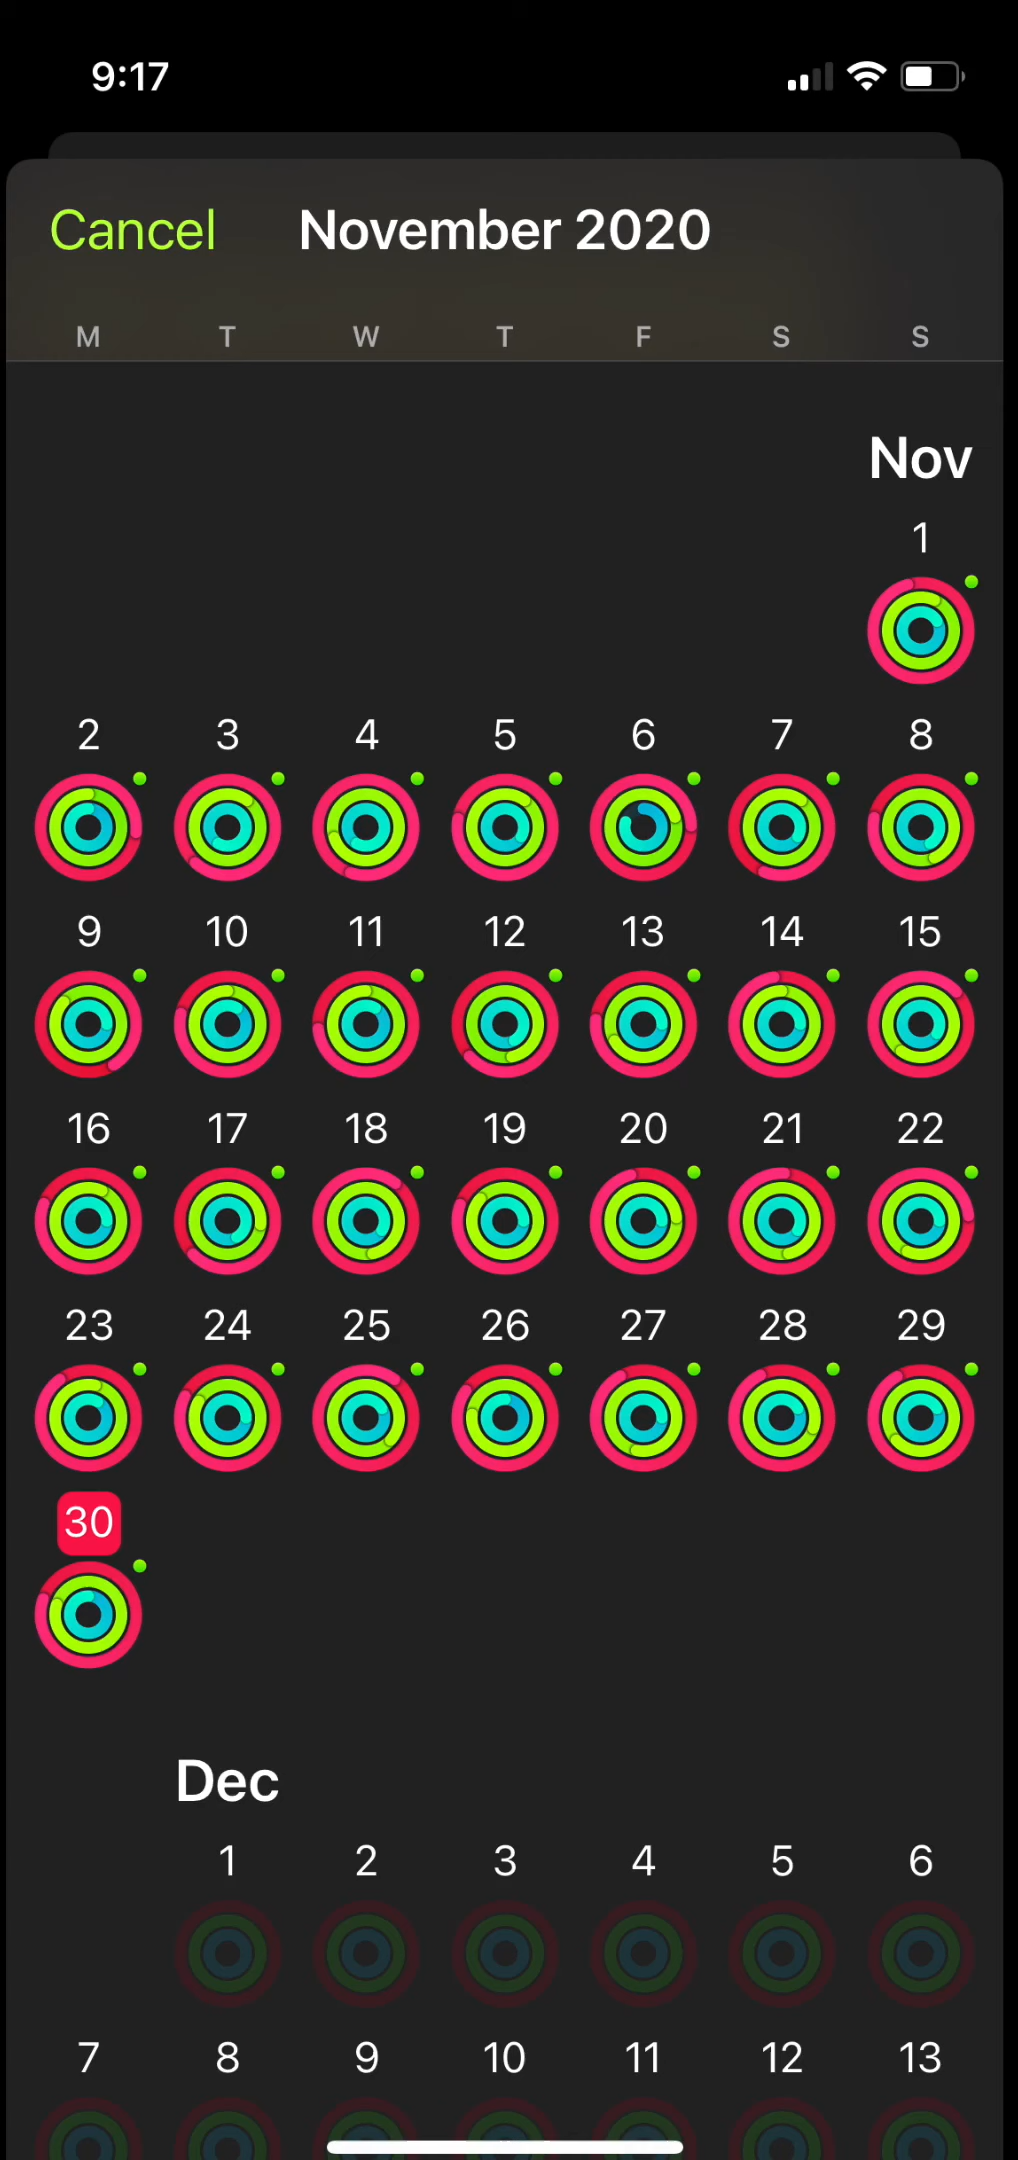 9:17
Cancel November 2020
M T W T F S S
Nov
1
2 3 4 5 6 7 8
9 10 11 12 13 14 15
16 17 18 19 20 21 22
23 24 25 26 27 28 29
30
Dec
1 2 3 4 5 6
7 8 9 10 11 12 13